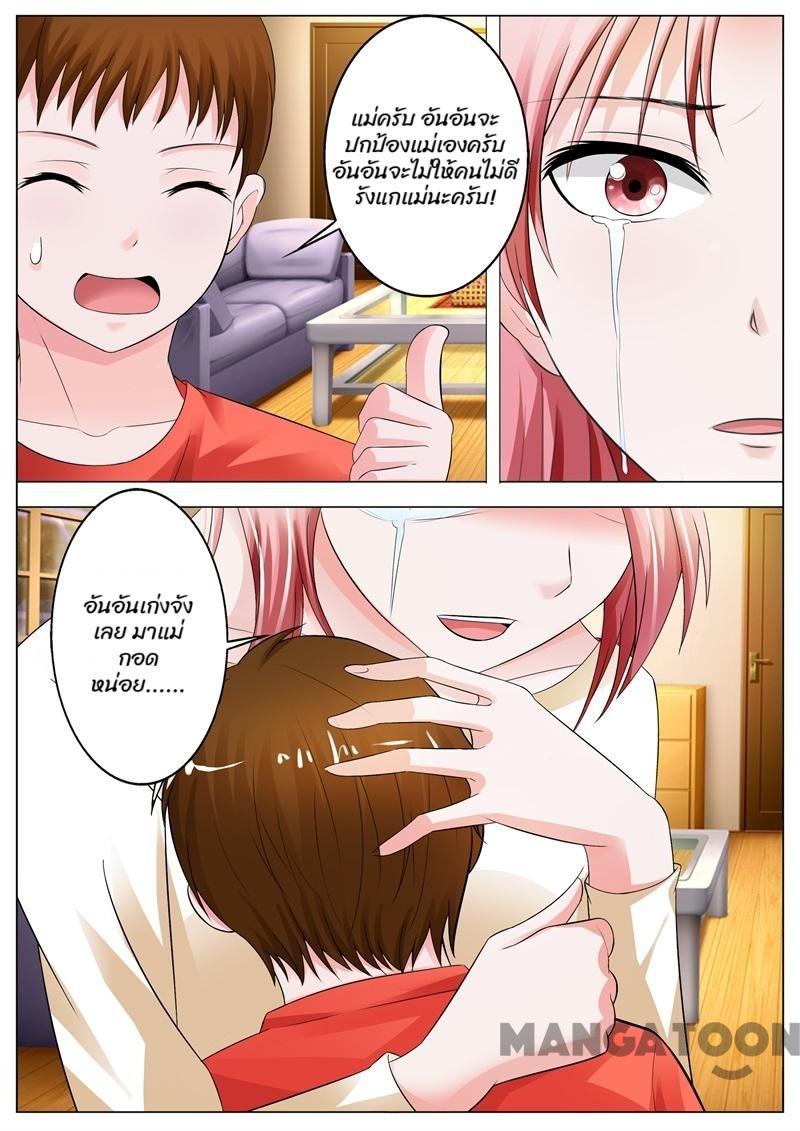 แม่ครับ อันอันจะ
ปกป้องแม่เองครับ
อันอันจะไม่ให้คนไม่ดี
รังแกแม่นะครับ!
อันอันเก่งจัง
เลย มาแม่
กอด
หน่อย......
MANGATOON